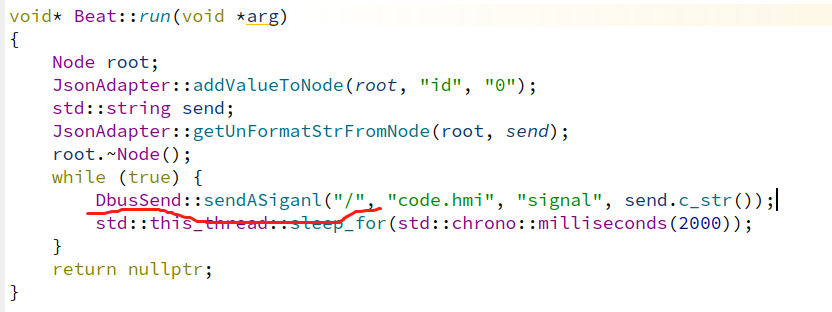 void* Beat::run(void *arg)
{
    Node root;
    JsonAdapter::addValueToNode(root, "id", "0");
    std::string send;
    JsonAdapter::getUnFormatStrFromNode(root, send);
    root.~Node();
    while (true) {
        DbusSend::sendASiganl("/", "code.hmi", "signal", send.c_str());
        std::this_thread::sleep_for(std::chrono::milliseconds(2000));
    }
    return nullptr;
}